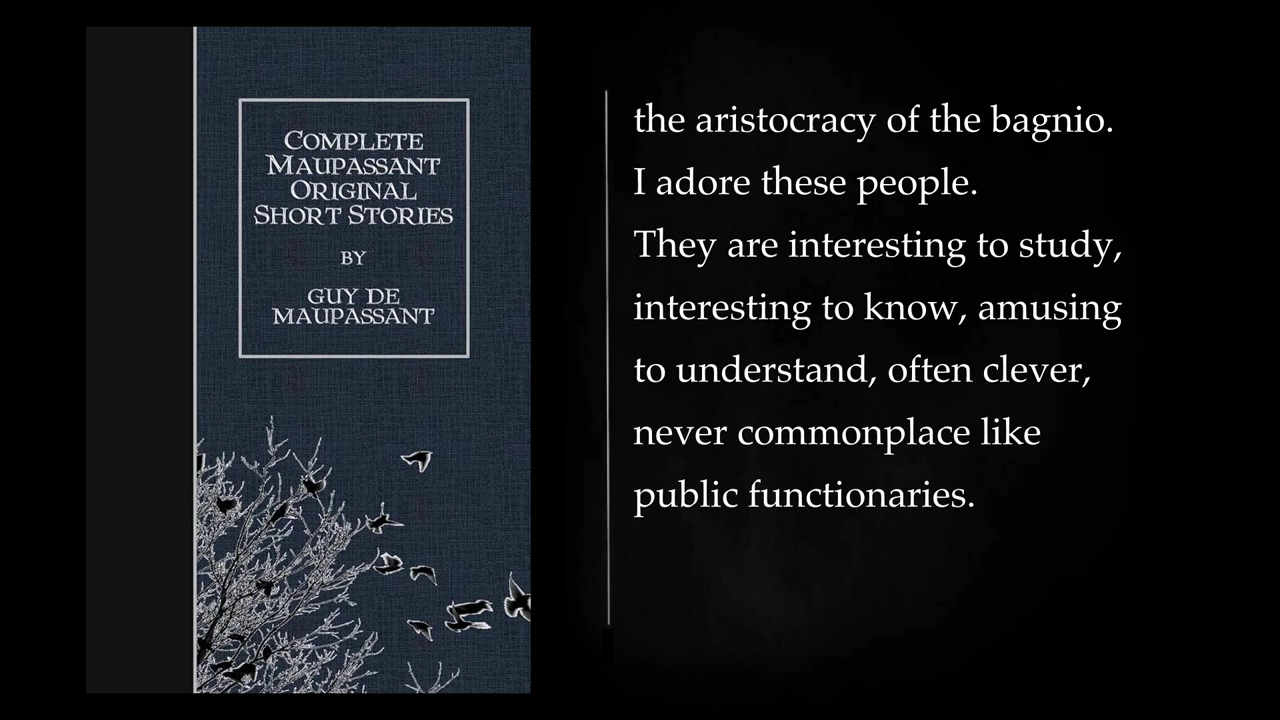 COMPLETE
MAUPASSANT
ORIGINAL
SHORT STORIES
BY
GUY DE
MAUPASSANT
the aristocracy of the bagnio.
I adore these people.
They are interesting to study,
interesting to know, amusing
to understand, often clever,
never commonplace like
public functionaries.